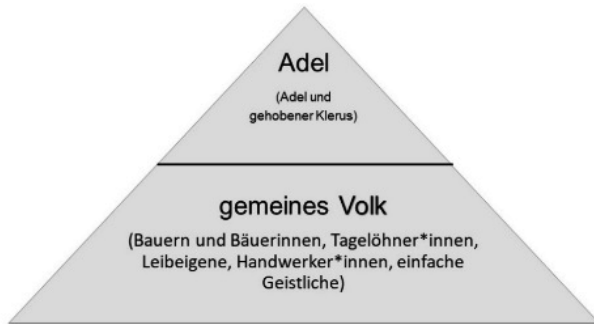 Adel
(Adel und
gehobener Klerus)
gemeines Volk
(Bauern und Bäuerinnen, Tagelöhner*innen,
Leibeigene, Handwerker*innen, einfache
Geistliche)